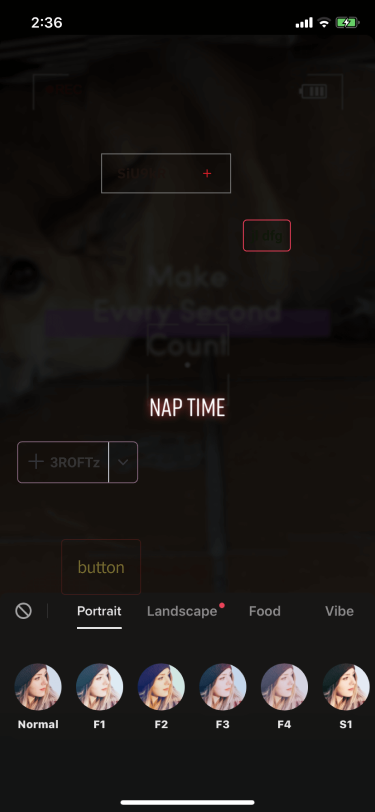 2:36
Make
Every Second
Count
NAP TIME
3ROFTz
button
Portrait Landscape Food Vibe
Normal F1 F2 F3 F4 S1